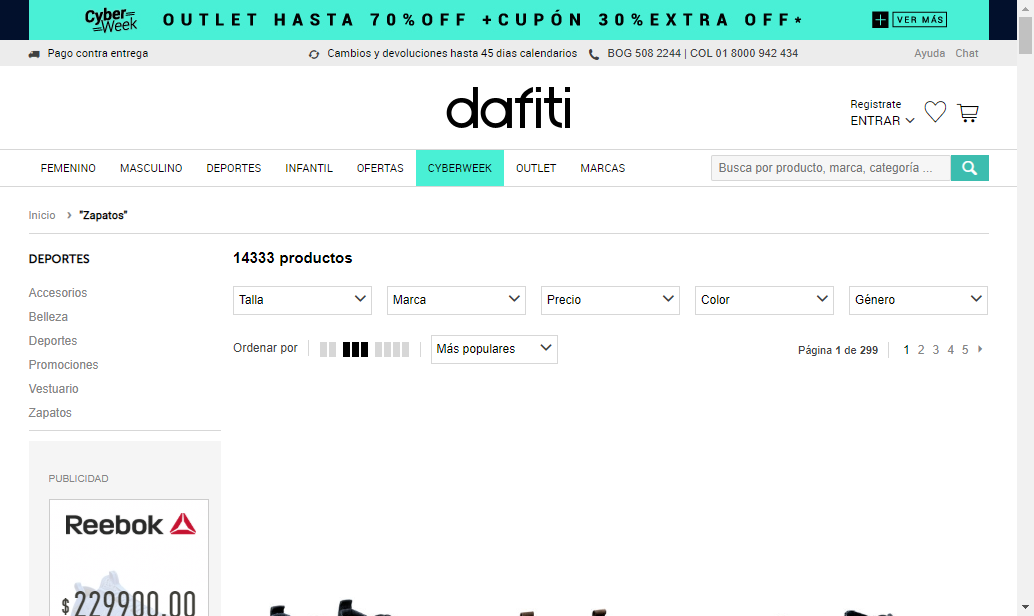 Cyber Week OUTLET HASTA 70%OFF +CUPÓN 30%EXTRA OFF* VER MÁS
Pago contra entrega Cambios y devoluciones hasta 45 dias calendarios BOG 508 2244 | COL 01 8000 942 434 Ayuda Chat
dafiti
Registrate
ENTRAR
FEMENINO MASCULINO DEPORTES INFANTIL OFERTAS CYBERWEEK OUTLET MARCAS Busca por producto, marca, categoría ...
Inicio "Zapatos"
DEPORTES
Accesorios
Belleza
Deportes
Promociones
Vestuario
Zapatos
PUBLICIDAD
Reebok
$229900.00
14333 productos
Talla Marca Precio Color Género
Ordenar por Más populares Página 1 de 299 1 2 3 4 5